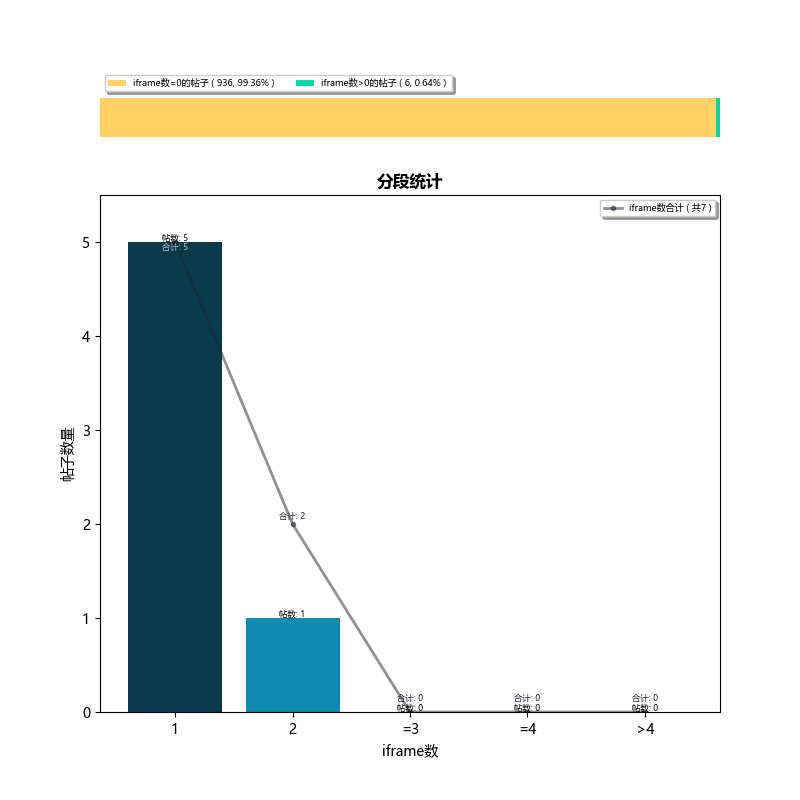 iframe数=0的帖子 ( 936, 99.36% )
iframe数>0的帖子 ( 6, 0.64% )
分段统计
iframe数合计 ( 共7 )
帖数: 5
合计: 5
合计: 2
帖数: 1
合计: 0
帖数: 0
合计: 0
帖数: 0
合计: 0
帖数: 0
5
4
3
2
1
0
帖子数量
1
2
=3
=4
>4
iframe数